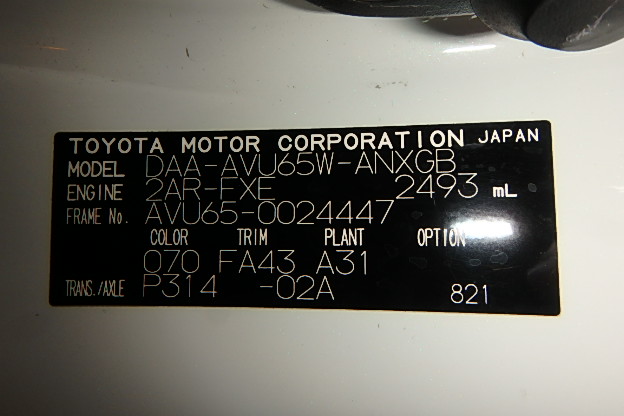 TOYOTA MOTOR CORPORATION JAPAN
MODEL DAA-AVU65W-ANXGB
ENGINE 2AR-FXE 2493 mL
FRAME No. AVU65-0024447
COLOR TRIM PLANT OPTION
070 FA43 A31
TRANS./AXLE P314 -02A 821